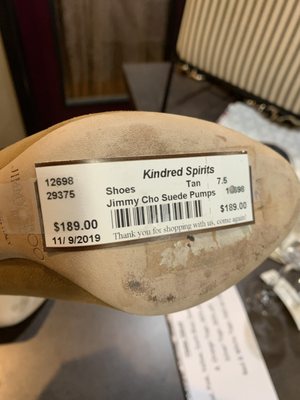 Kindred Spirits
12698
29375
Shoes Tan 7.5
Jimmy Cho Suede Pumps
$189.00
$189.00
11/ 9/2019
Thank you for shopping with us, come again!